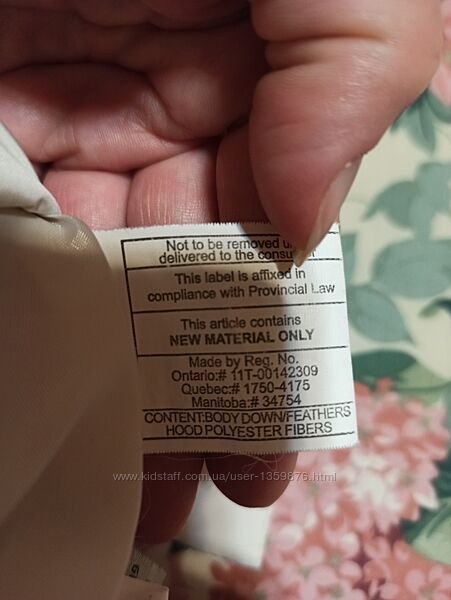 Not to be removed
delivered to the
This label is affixed in
compliance with Provincial Law
This article contains
NEW MATERIAL ONLY
Made by Reg. No.
Ontario:# 11T-00142309
Quebec:# 1750-4175
Manitoba:# 34754
CONTENT:BODY DOWN/FEATHERS
HOOD POLYESTER FIBERS
www.kidstaff.com.ua/user-1359876.html